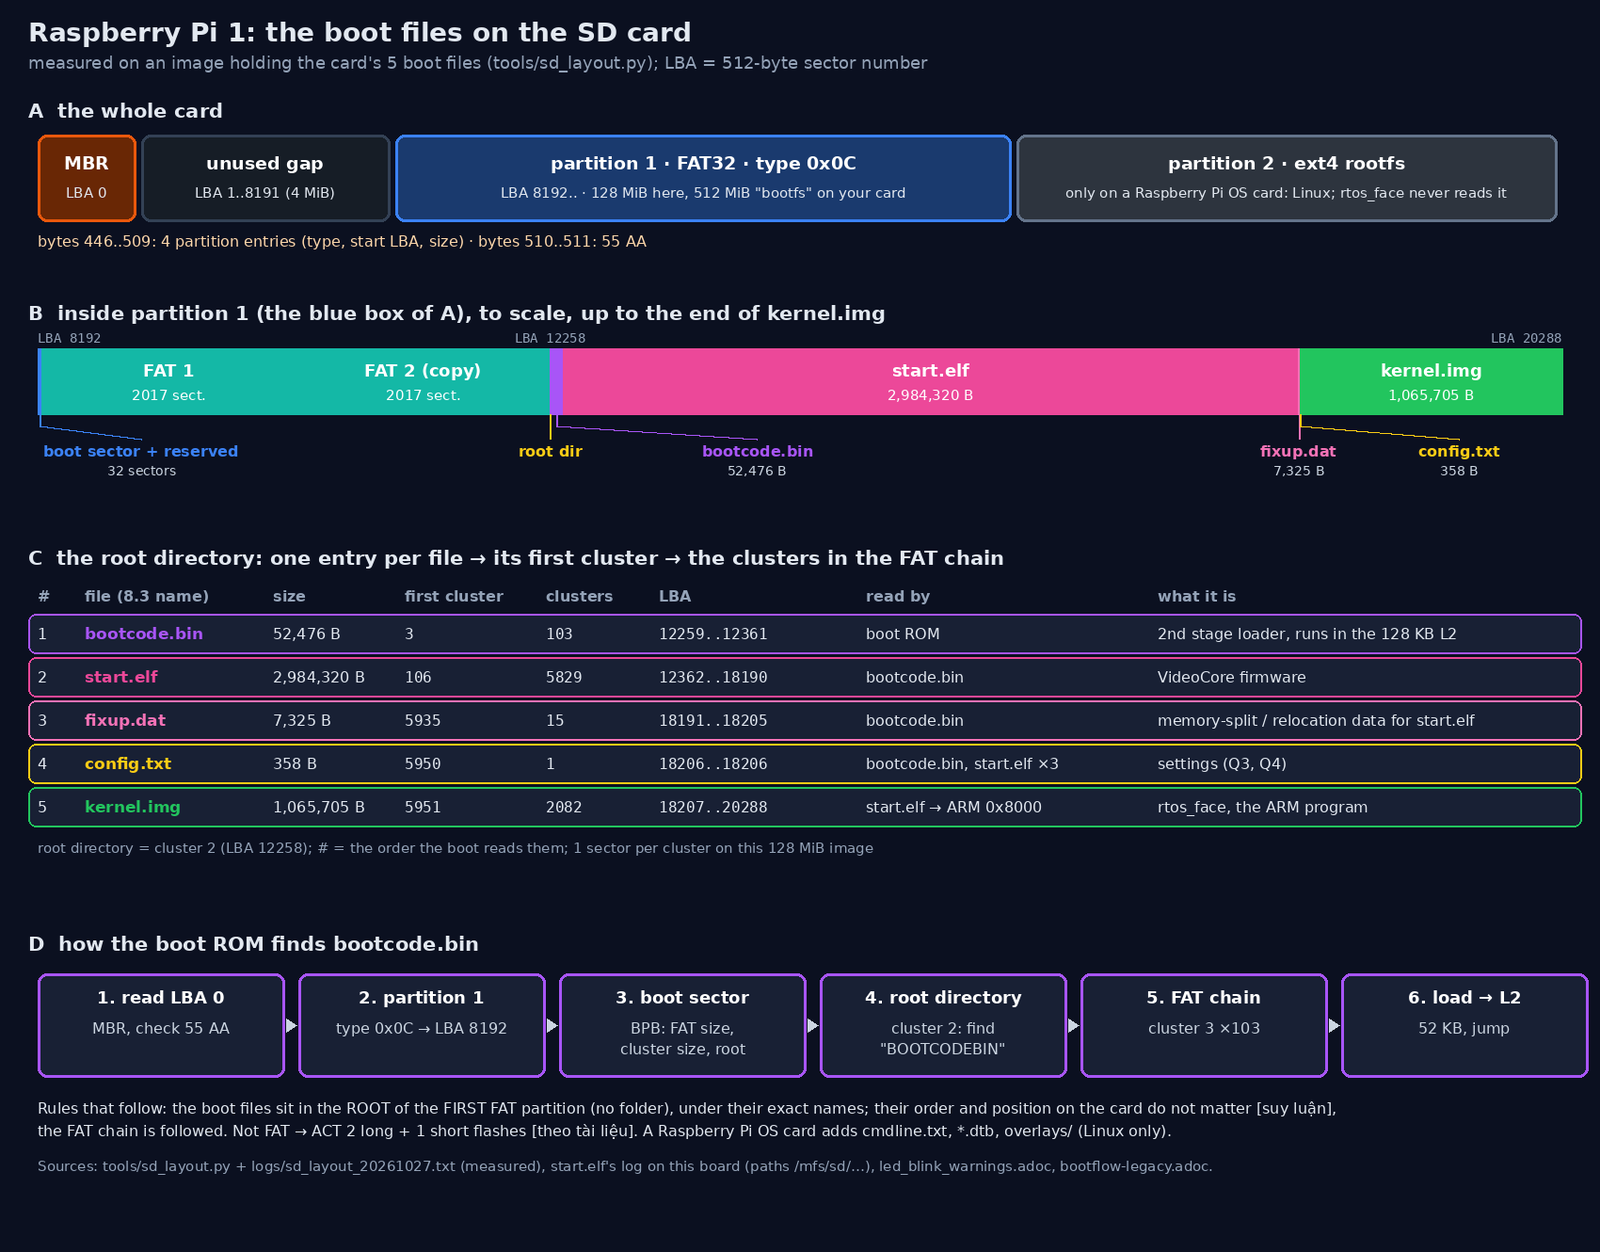 Raspberry Pi 1: the boot files on the SD card
measured on an image holding the card's 5 boot files (tools/sd_layout.py); LBA = 512-byte sector number
A the whole card
MBR
LBA 0
unused gap
LBA 1..8191 (4 MiB)
partition 1 · FAT32 · type 0x0C
LBA 8192.. · 128 MiB here, 512 MiB "bootfs" on your card
partition 2 · ext4 rootfs
only on a Raspberry Pi OS card: Linux; rtos_face never reads it
bytes 446..509: 4 partition entries (type, start LBA, size) · bytes 510..511: 55 AA
B inside partition 1 (the blue box of A), to scale, up to the end of kernel.img
LBA 8192 LBA 12258 LBA 20288
FAT 1 FAT 2 (copy) start.elf kernel.img
2017 sect. 2017 sect. 2,984,320 B 1,065,705 B
boot sector + reserved root dir bootcode.bin fixup.dat config.txt
32 sectors 52,476 B 7,325 B 358 B
C the root directory: one entry per file → its first cluster → the clusters in the FAT chain
# file (8.3 name) size first cluster clusters LBA read by what it is
1 bootcode.bin 52,476 B 3 103 12259..12361 boot ROM 2nd stage loader, runs in the 128 KB L2
2 start.elf 2,984,320 B 106 5829 12362..18190 bootcode.bin VideoCore firmware
3 fixup.dat 7,325 B 5935 15 18191..18205 bootcode.bin memory-split / relocation data for start.elf
4 config.txt 358 B 5950 1 18206..18206 bootcode.bin, start.elf ×3 settings (Q3, Q4)
5 kernel.img 1,065,705 B 5951 2082 18207..20288 start.elf → ARM 0x8000 rtos_face, the ARM program
root directory = cluster 2 (LBA 12258); # = the order the boot reads them; 1 sector per cluster on this 128 MiB image
D how the boot ROM finds bootcode.bin
1. read LBA 0
MBR, check 55 AA
2. partition 1
type 0x0C → LBA 8192
3. boot sector
BPB: FAT size,
cluster size, root
4. root directory
cluster 2: find
"BOOTCODEBIN"
5. FAT chain
cluster 3 ×103
6. load → L2
52 KB, jump
Rules that follow: the boot files sit in the ROOT of the FIRST FAT partition (no folder), under their exact names; their order and position on the card do not matter [suy luận],
the FAT chain is followed. Not FAT → ACT 2 long + 1 short flashes [theo tài liệu]. A Raspberry Pi OS card adds cmdline.txt, *.dtb, overlays/ (Linux only).
Sources: tools/sd_layout.py + logs/sd_layout_20261027.txt (measured), start.elf's log on this board (paths /mfs/sd/...), led_blink_warnings.adoc, bootflow-legacy.adoc.